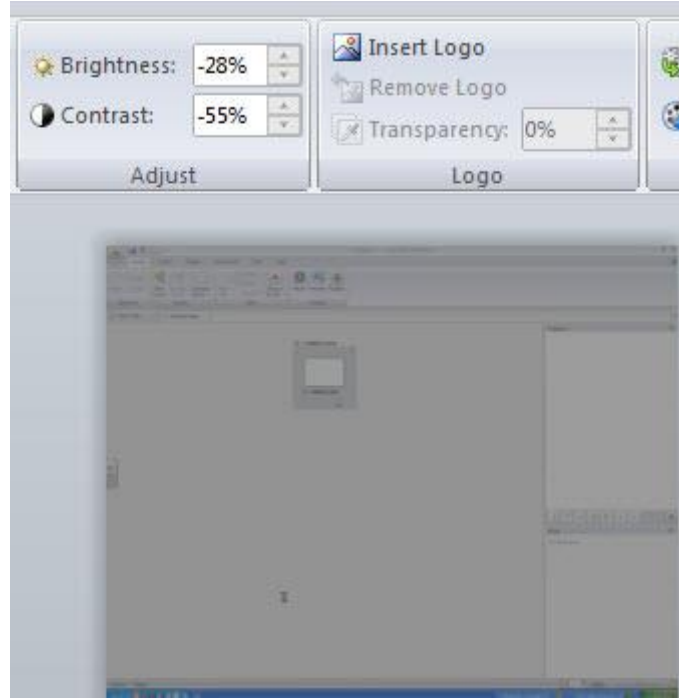 Brightness: -28%
Contrast: -55%
Adjust
Insert Logo
Remove Logo
Transparency: 0%
Logo